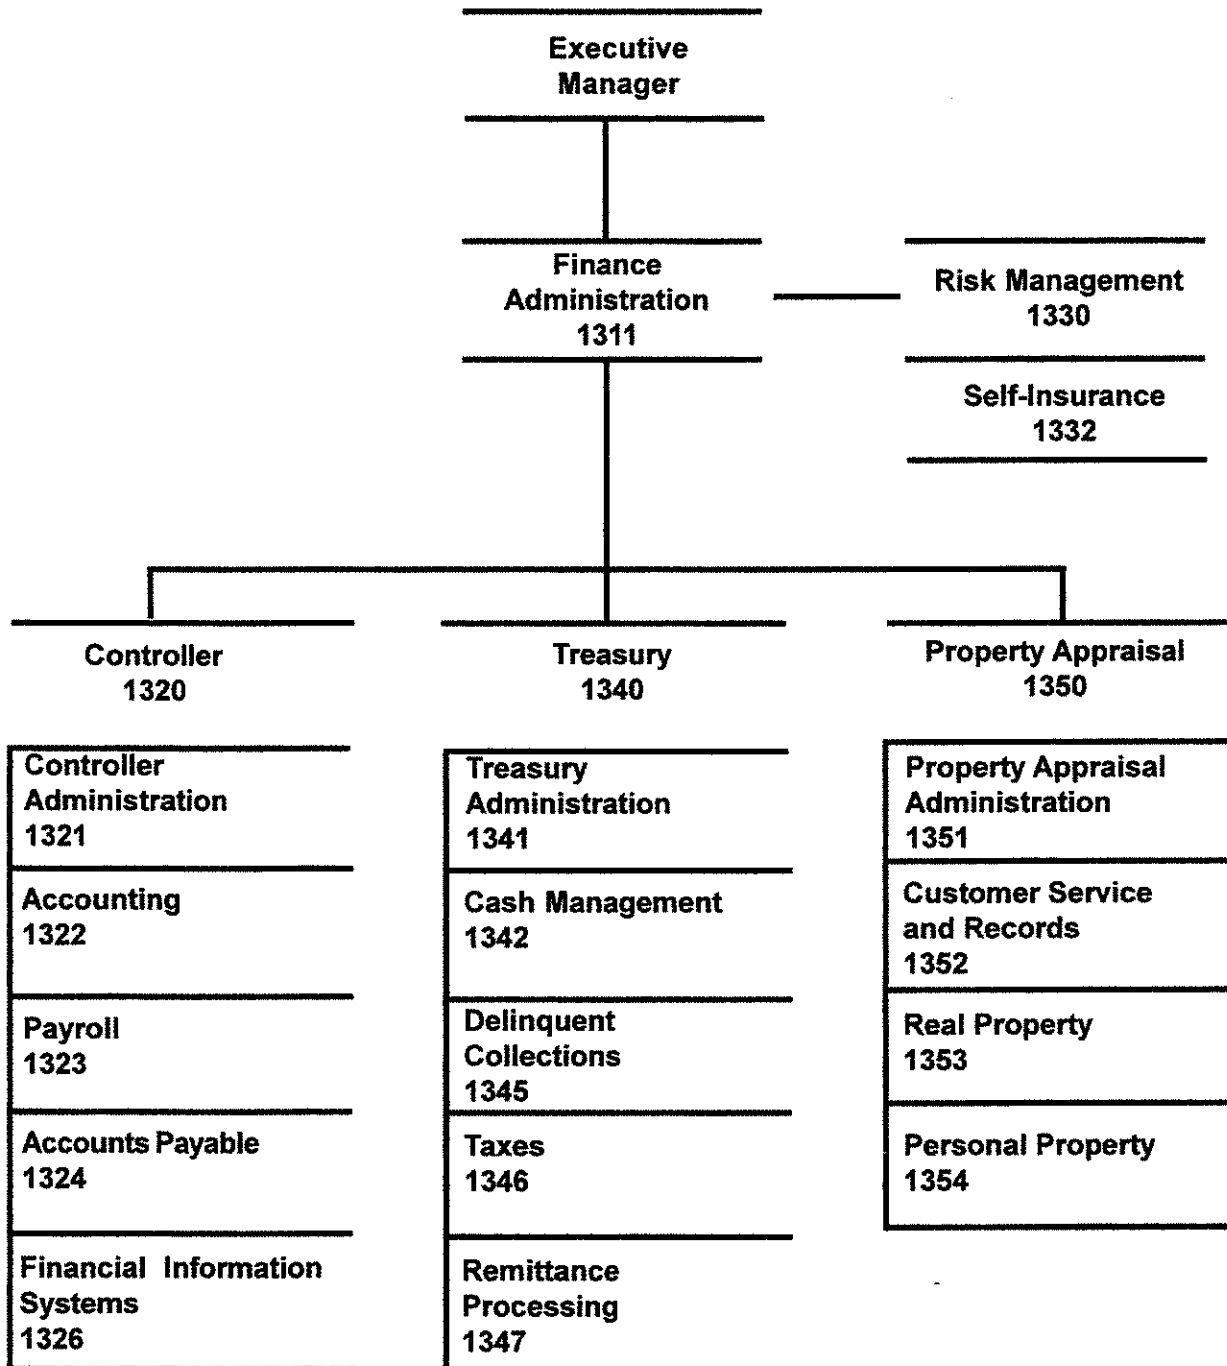 Executive
Manager
Finance
Administration
1311
Risk Management
1330
Self-Insurance
1332
Controller
1320
Treasury
1340
Property Appraisal
1350
Controller
Administration
1321
Accounting
1322
Payroll
1323
Accounts Payable
1324
Financial Information
Systems
1326
Treasury
Administration
1341
Cash Management
1342
Delinquent
Collections
1345
Taxes
1346
Remittance
Processing
1347
Property Appraisal
Administration
1351
Customer Service
and Records
1352
Real Property
1353
Personal Property
1354